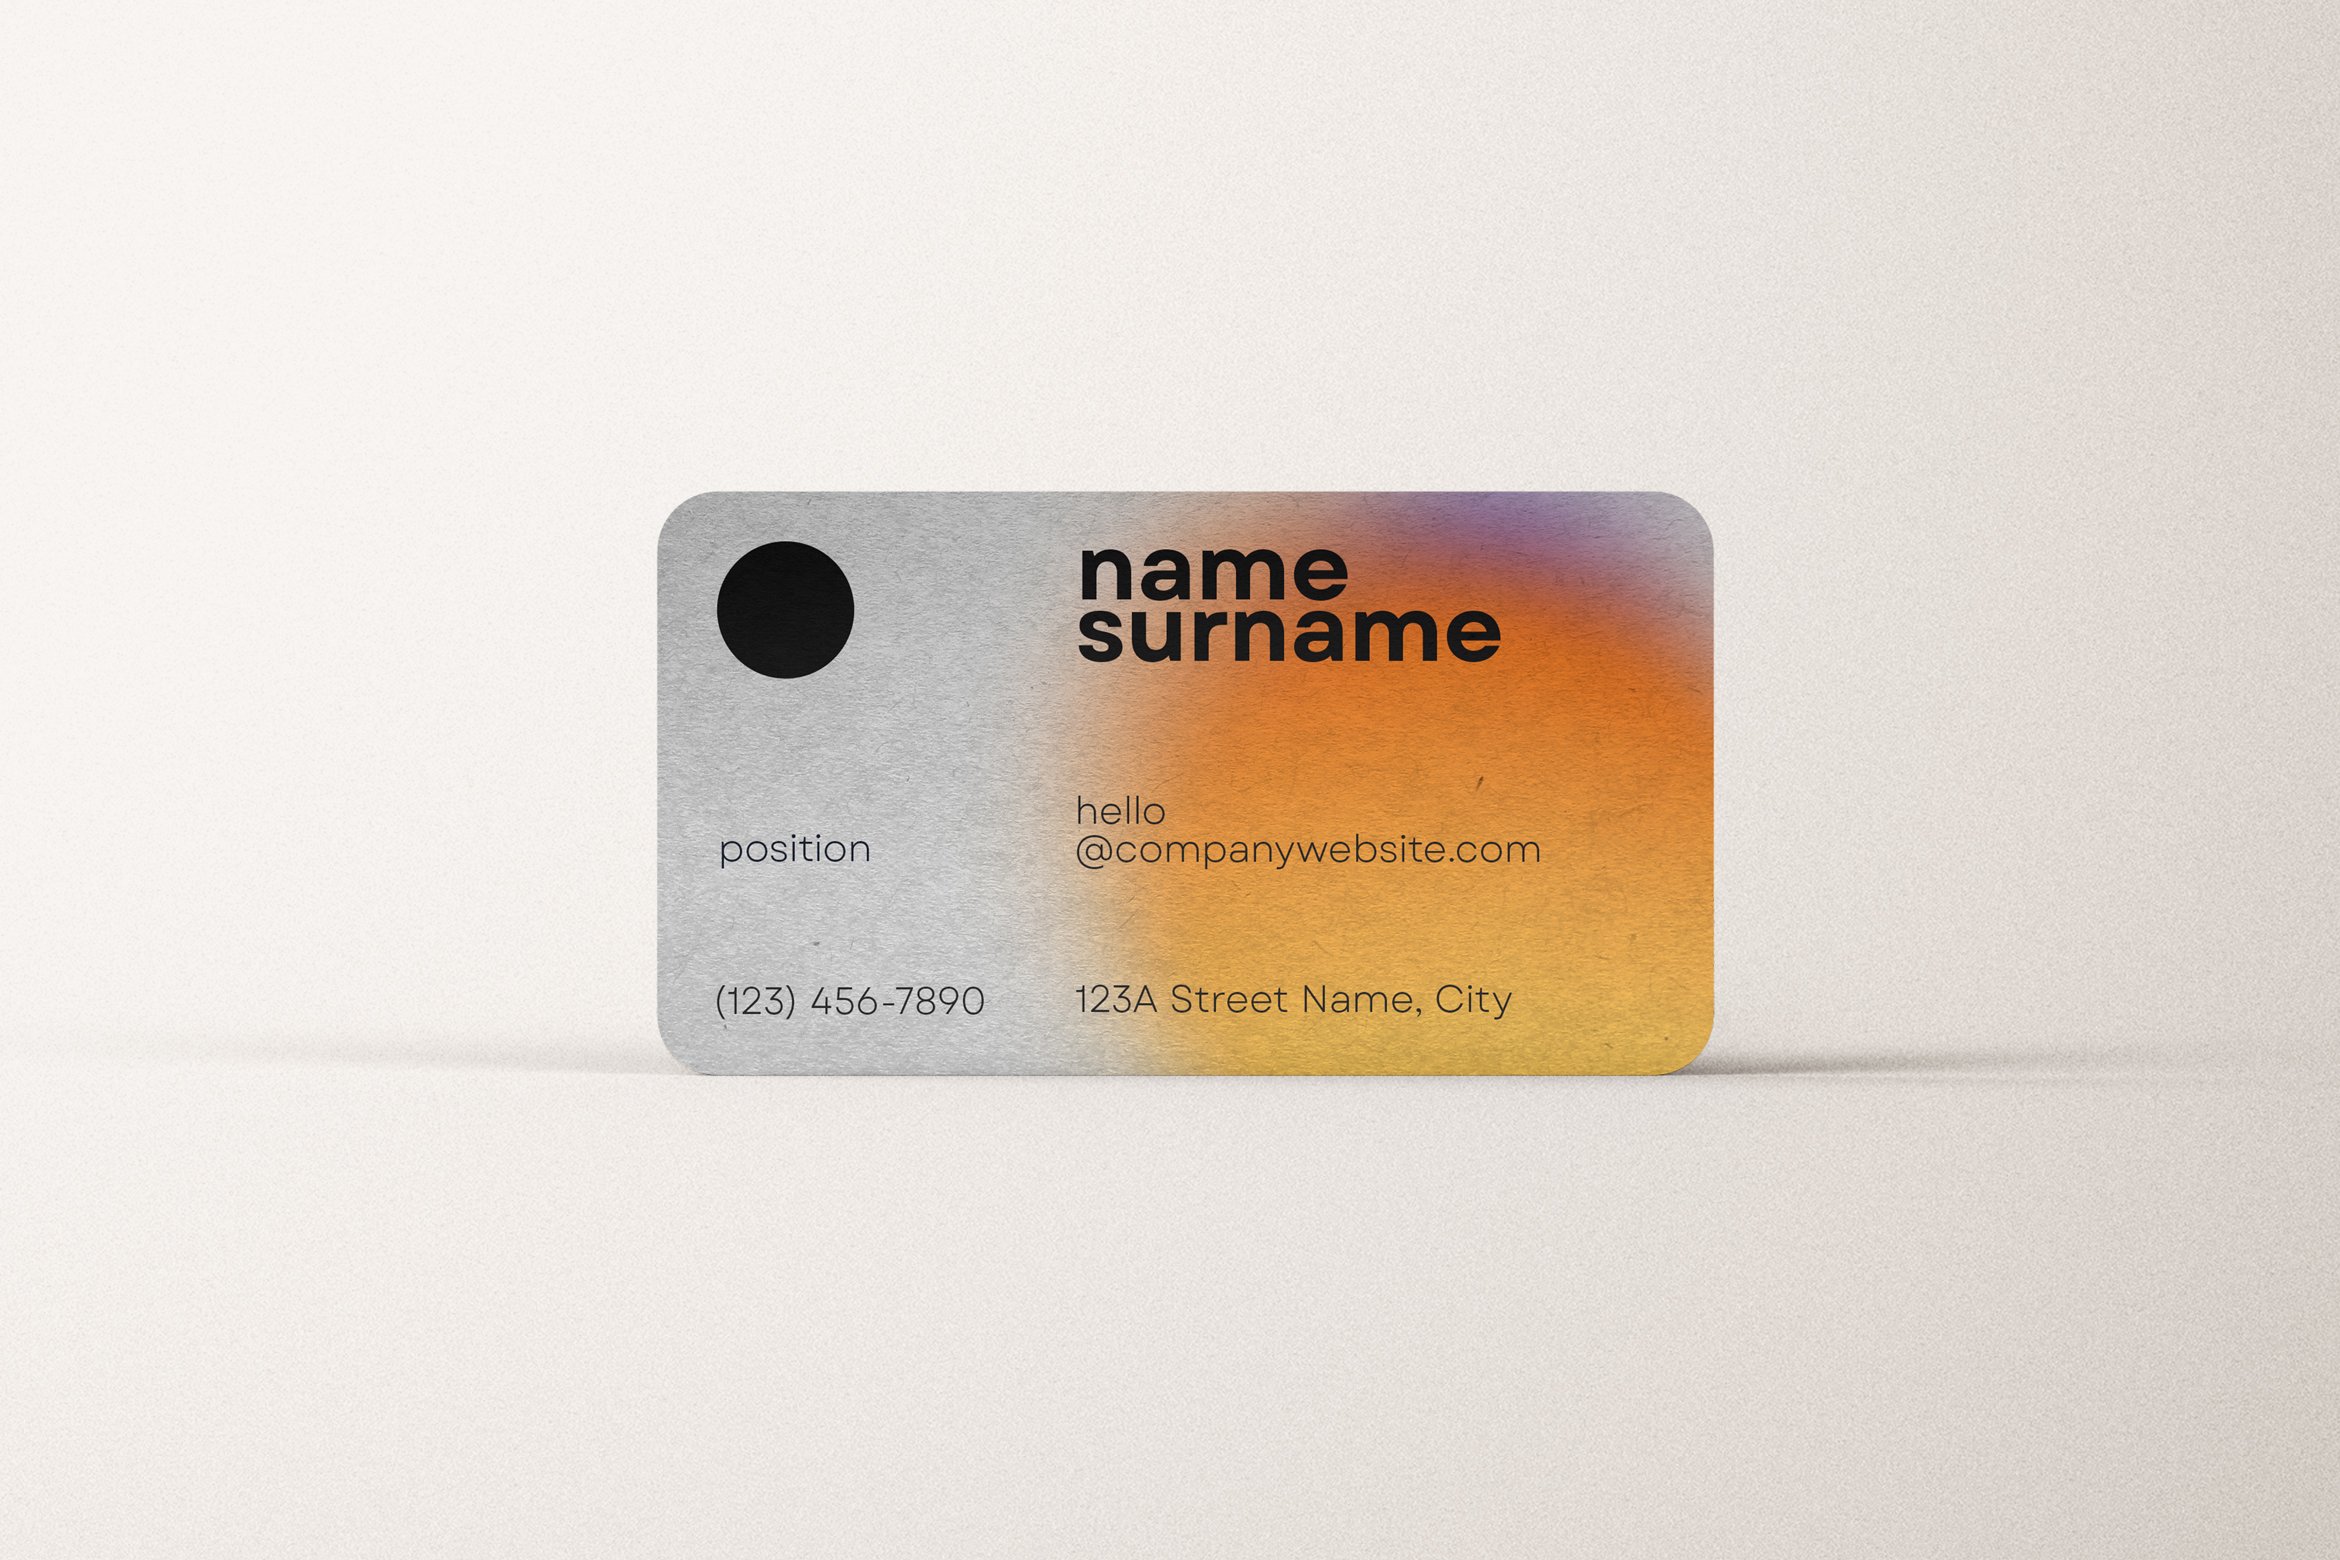 name
surname
hello
@companywebsite.com
position
(123) 456-7890
123A Street Name, City